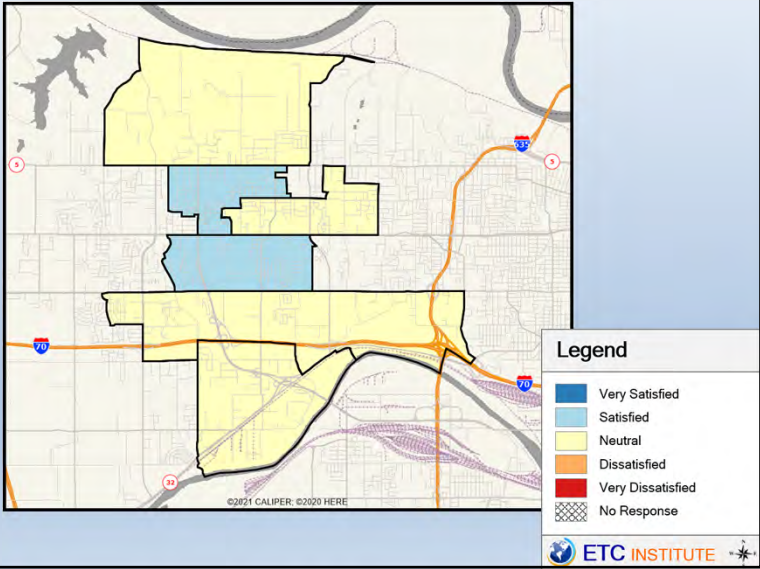 635
5
5
70
70
32
©2021 CALIPER; ©2020 HERE
Legend
Very Satisfied
Satisfied
Neutral
Dissatisfied
Very Dissatisfied
No Response
ETC INSTITUTE
N
W E
S